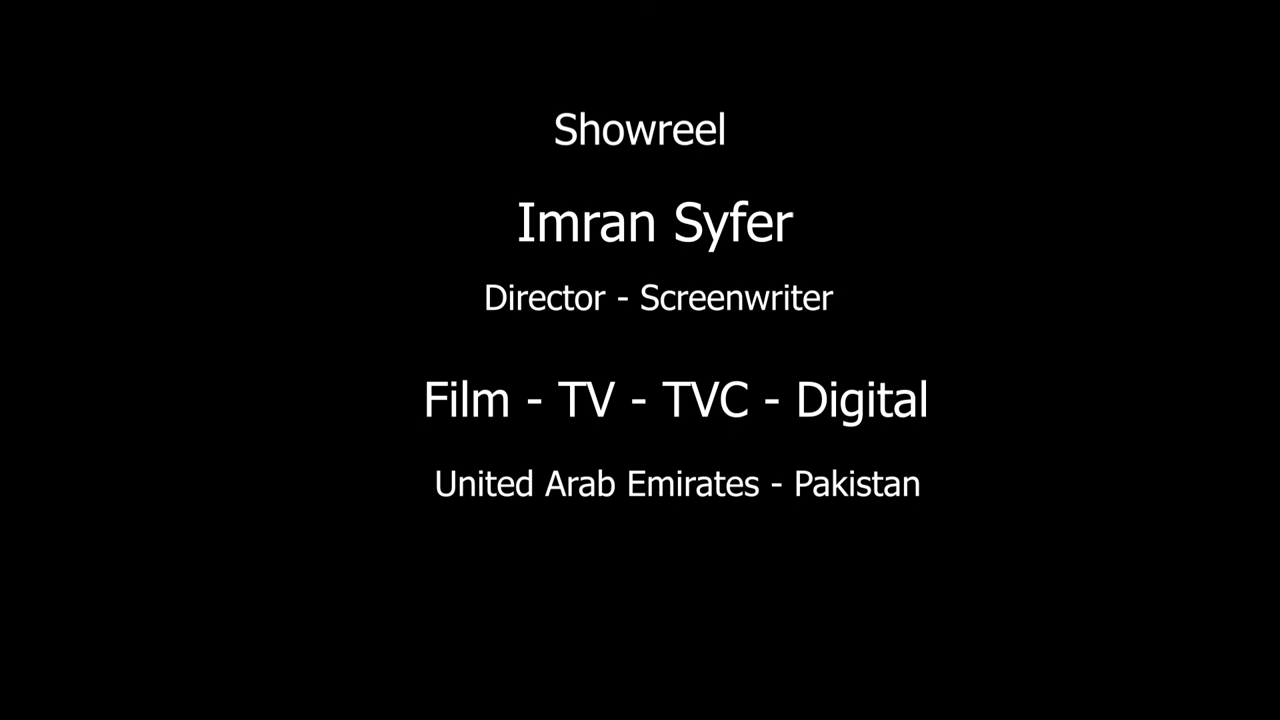 Showreel
Imran Syfer
Director - Screenwriter
Film - TV - TVC - Digital
United Arab Emirates - Pakistan